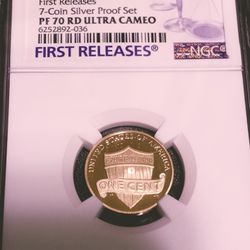 First Releases
7-Coin Silver Proof Set
PF 70 RD ULTRA CAMEO
6252892-036
FIRST RELEASES®
NGC
UNITED STATES OF AMERICA
ONE CENT